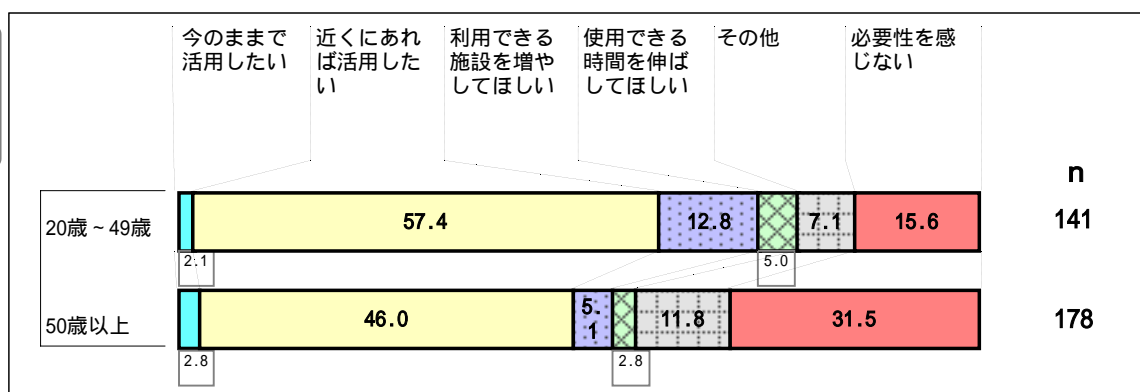 今のままで
活用したい
近くにあれ
ば活用した
い
利用できる
施設を増や
してほしい
使用できる
時間を伸ば
してほしい
その他
必要性を感
じない
n
20歳～49歳
57.4
12.8
7.1
15.6
141
2.1
5.0
50歳以上
46.0
5.
1
11.8
31.5
178
2.8
2.8